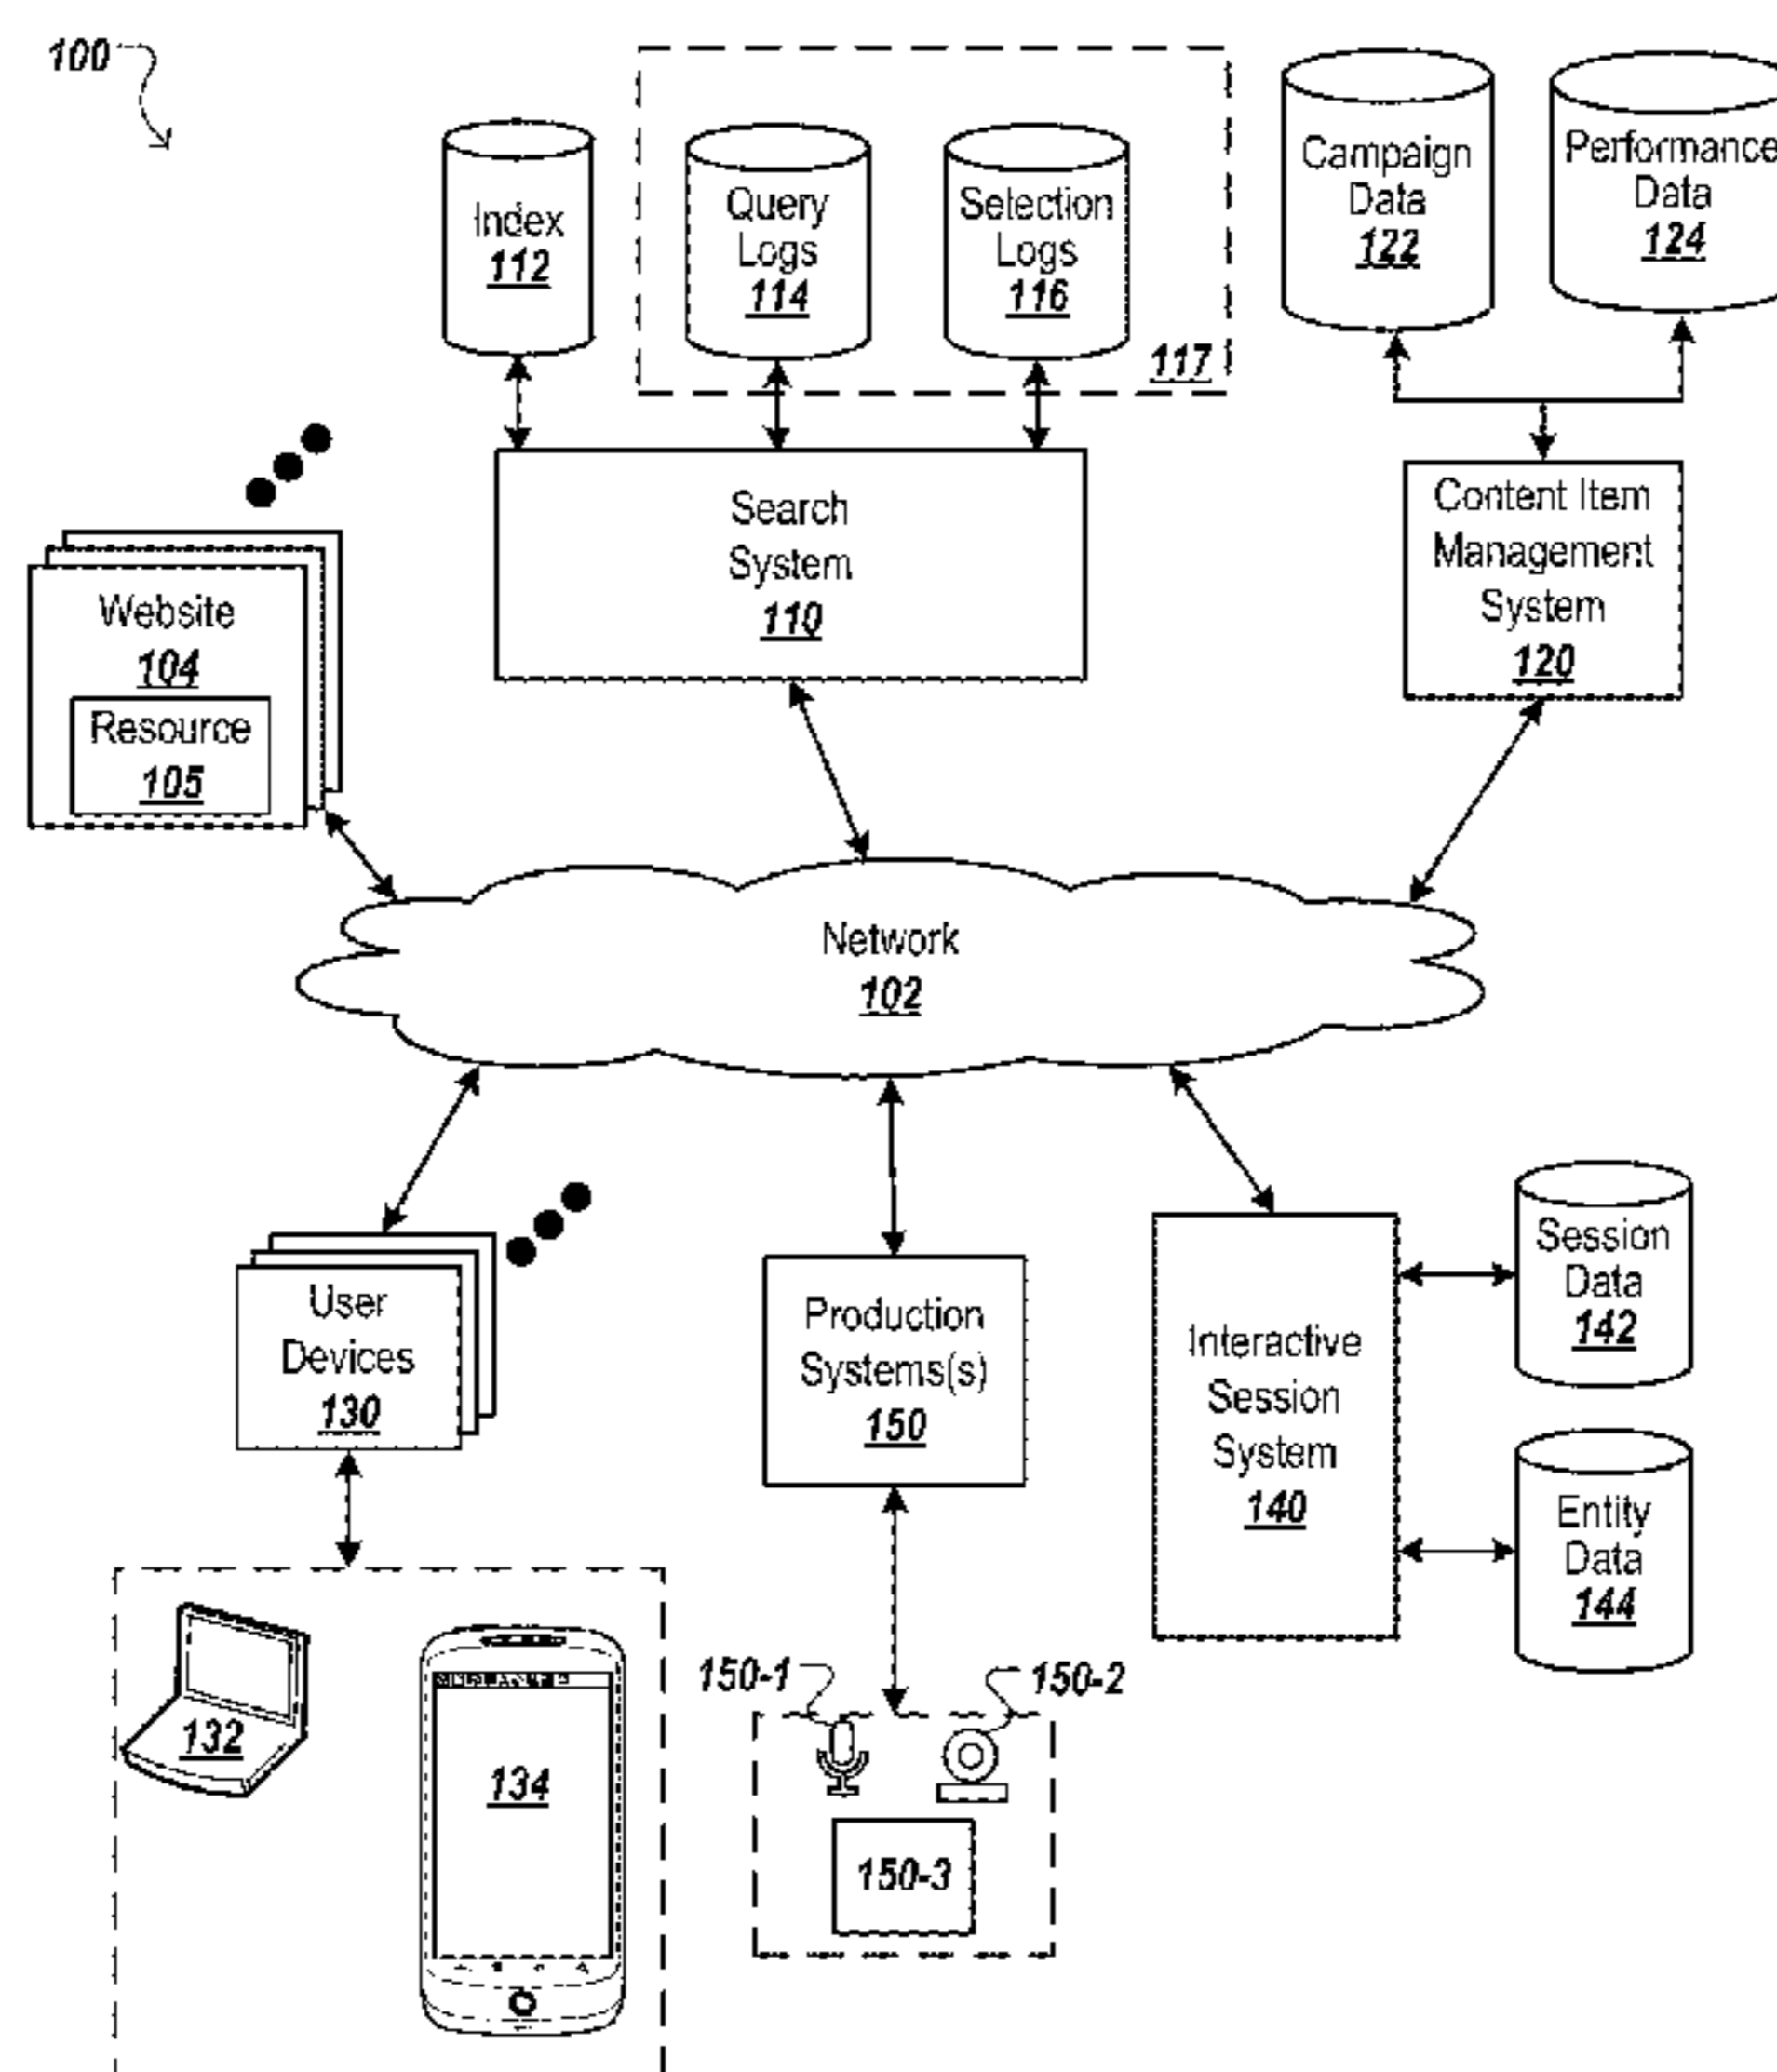 100
Index
112
Query
Logs
114
Selection
Logs
116
117
Campaign
Data
122
Performance
Data
124
Search
System
110
Content Item
Management
System
120
Website
104
Resource
105
Network
102
User
Devices
130
Production
Systems(s)
150
Interactive
Session
System
140
Session
Data
142
Entity
Data
144
132
134
150-1
150-2
150-3